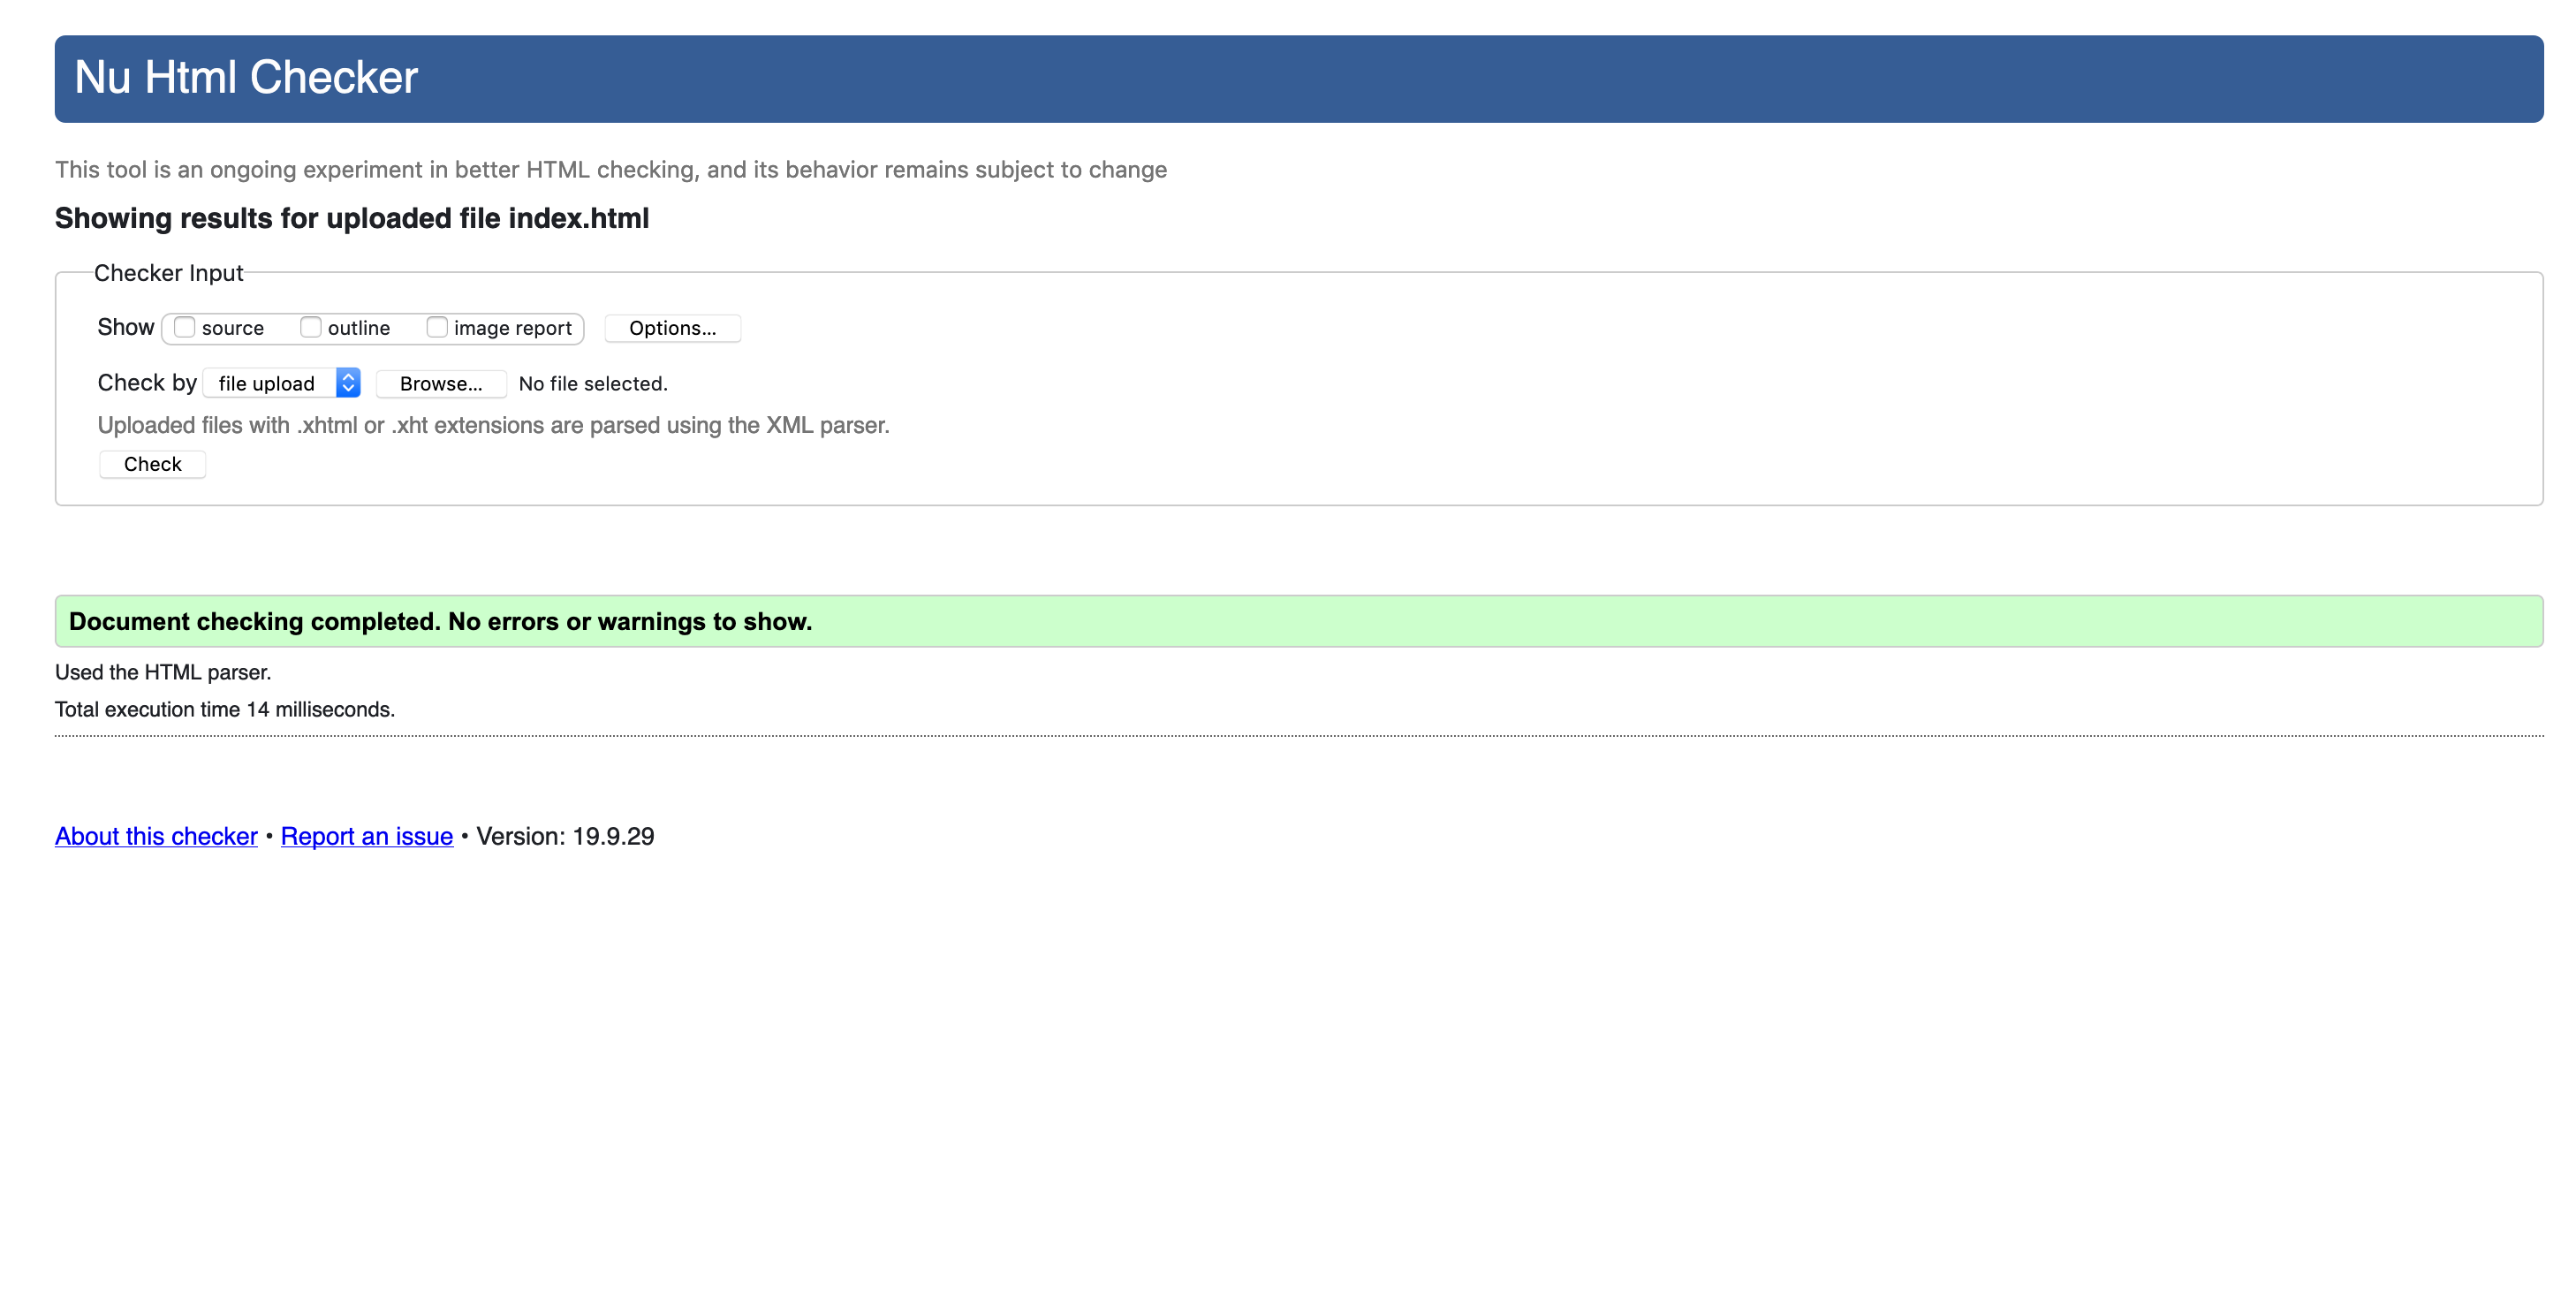 Nu Html Checker
This tool is an ongoing experiment in better HTML checking, and its behavior remains subject to change
Showing results for uploaded file index.html
Checker Input
Show source outline image report Options...
Check by file upload Browse... No file selected.
Uploaded files with .xhtml or .xht extensions are parsed using the XML parser.
Check
Document checking completed. No errors or warnings to show.
Used the HTML parser.
Total execution time 14 milliseconds.
About this checker • Report an issue • Version: 19.9.29